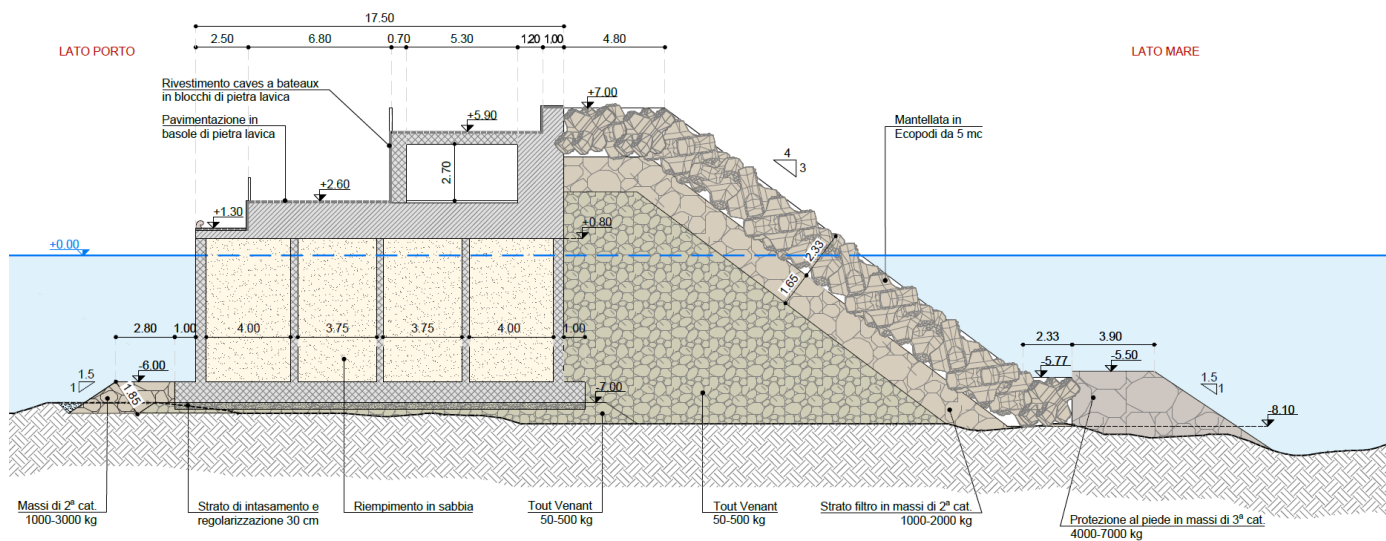 17.50
2.50
6.80
0.70
5.30
1.20
1.00
4.80
LATO PORTO
LATO MARE
Rivestimento caves a bateaux
in blocchi di pietra lavica
Pavimentazione in
basole di pietra lavica
+7.00
+5.90
Mantellata in
Ecopodi da 5 mc
4
3
2.70
+2.60
+1.30
+0.80
+0.00
2.33
1.65
2.80
1.00
4.00
3.75
3.75
4.00
1.00
2.33
3.90
-6.00
-5.77
-5.50
1.5
1
1.85
-7.00
1.5
1
-8.10
Massi di 2ª cat.
1000-3000 kg
Strato di intasamento e
regolarizzazione 30 cm
Riempimento in sabbia
Tout Venant
50-500 kg
Tout Venant
50-500 kg
Strato filtro in massi di 2ª cat.
1000-2000 kg
Protezione al piede in massi di 3ª cat.
4000-7000 kg